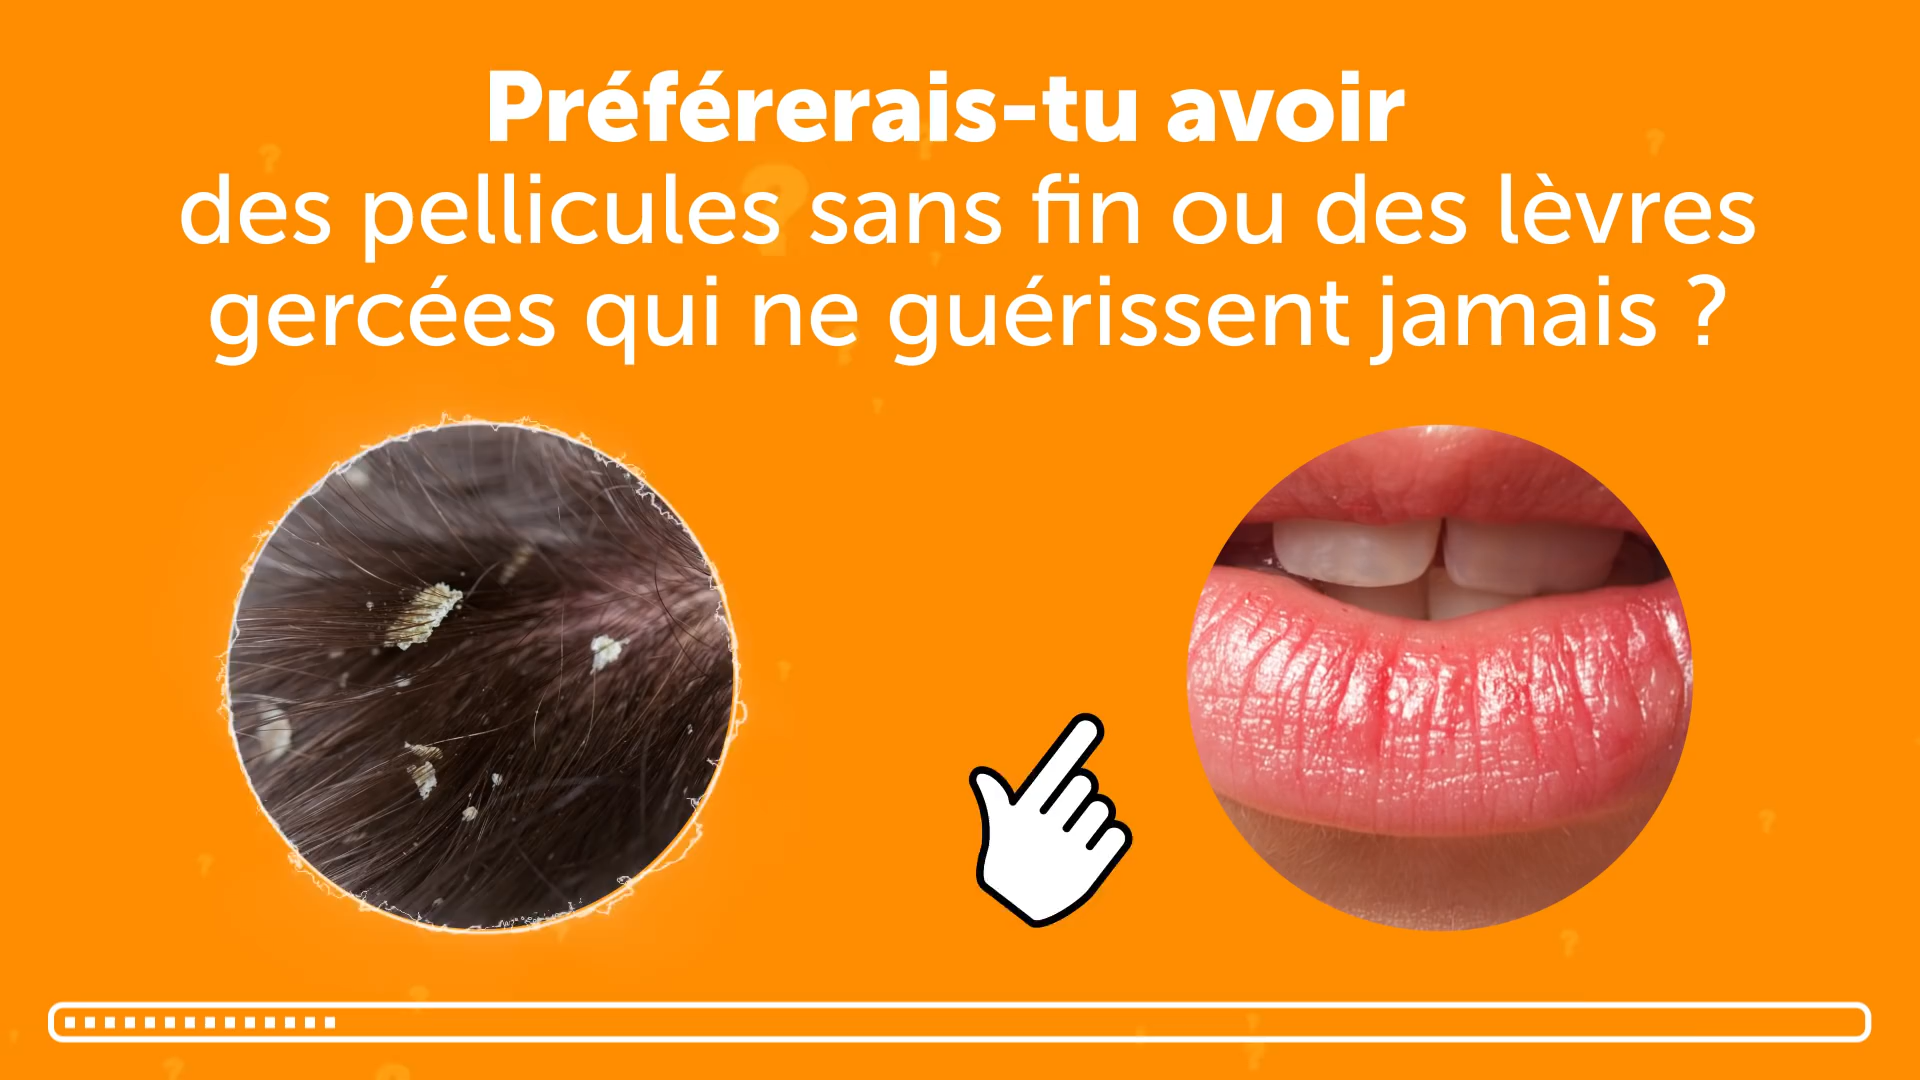 Préférerais-tu avoir
des pellicules sans fin ou des lèvres
gercées qui ne guérissent jamais ?